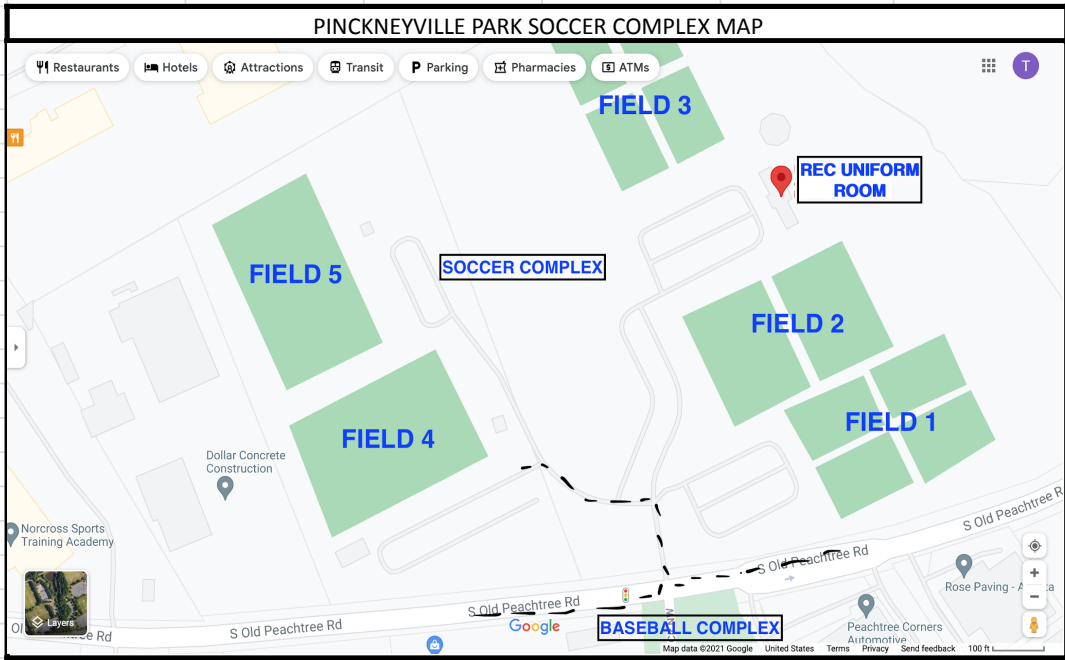 PINCKNEYVILLE PARK SOCCER COMPLEX MAP
Restaurants
Hotels
Attractions
Transit
Parking
Pharmacies
ATMs
T
FIELD 3
REC UNIFORM
ROOM
SOCCER COMPLEX
FIELD 5
FIELD 2
FIELD 1
FIELD 4
Dollar Concrete
Construction
Norcross Sports
Training Academy
S Old Peachtree R
S Old Peachtree Rd
Rose Paving - A
S Old Peachtree Rd
S Old Peachtree Rd
Layers
Google
BASEBALL COMPLEX
Peachtree Corners
Automotive
Map data ©2021 Google United States Terms Privacy Send feedback 100 ft